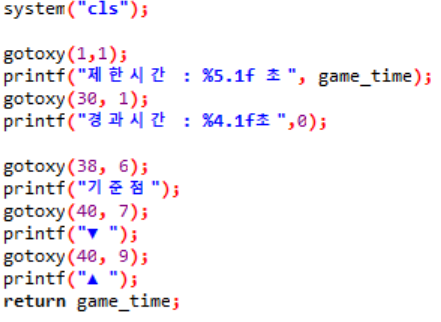 system("cls");
gotoxy(1,1);
printf("제한시간 : %5.1f 초", game_time);
gotoxy(30, 1);
printf("경과시간 : %4.1f초",0);
gotoxy(38, 6);
printf("기준점");
gotoxy(40, 7);
printf("▼ ");
gotoxy(40, 9);
printf("▲ ");
return game_time;